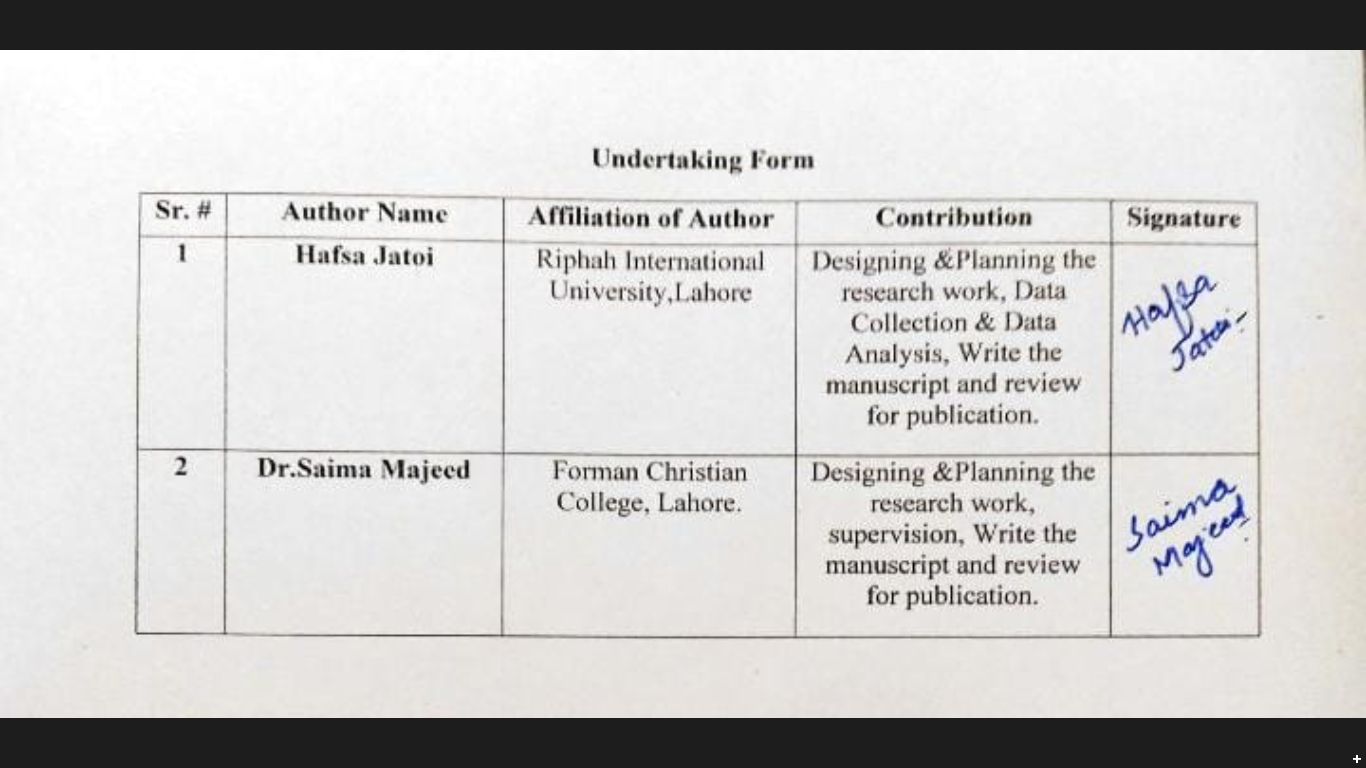 Undertaking Form
Sr. # Author Name Affiliation of Author Contribution Signature
1 Hafsa Jatoi
Riphah International
University,Lahore
Designing &Planning the
research work, Data
Collection & Data
Analysis, Write the
manuscript and review
for publication.
Hafsa
Jatoi
2 Dr.Saima Majeed
Forman Christian
College, Lahore.
Designing &Planning the
research work,
supervision, Write the
manuscript and review
for publication.
Saima
Majeed